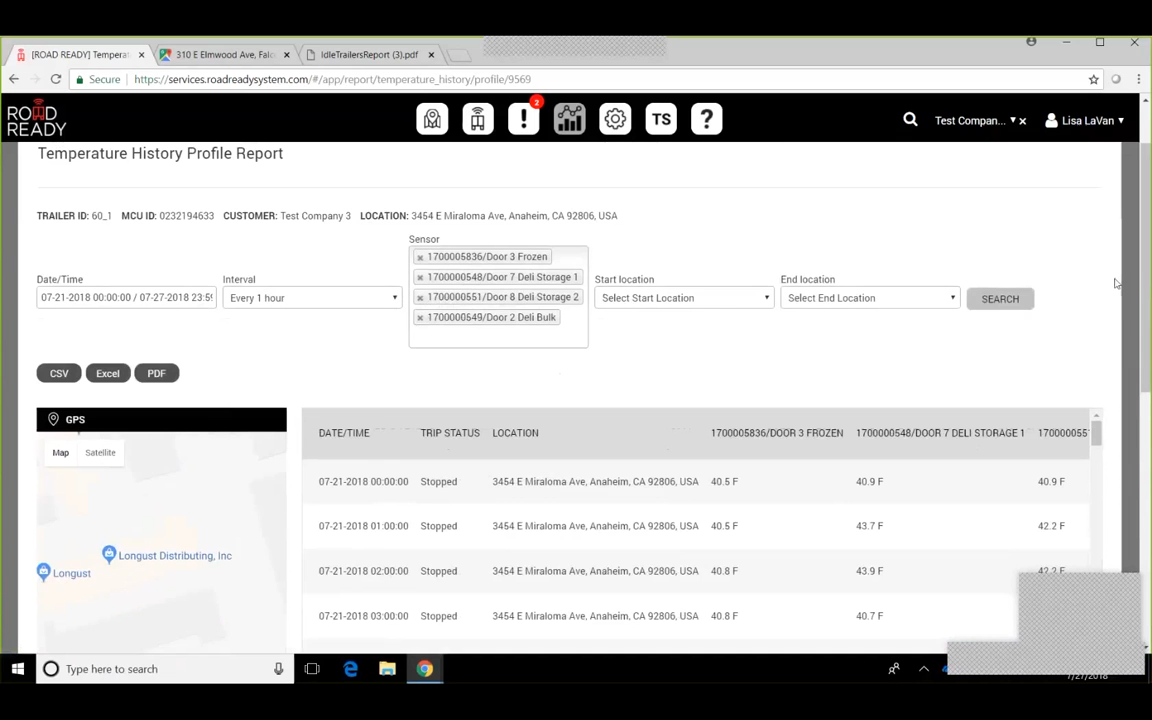 [ROAD READY] Temperat
310 E Elmwood Ave, Falc
IdleTrailersReport (3).pdf
Secure https://services.roadreadysystem.com/#/app/report/temperature_history/profile/9569
ROAD READY
2
TS
?
Test Compan...
Lisa LaVan
Temperature History Profile Report
TRAILER ID: 60_1 MCU ID: 0232194633 CUSTOMER: Test Company 3 LOCATION: 3454 E Miraloma Ave, Anaheim, CA 92806, USA
Sensor
1700005836/Door 3 Frozen
Date/Time Interval 1700000548/Door 7 Deli Storage 1 Start location End location
07-21-2018 00:00:00 / 07-27-2018 23:59 Every 1 hour 1700000551/Door 8 Deli Storage 2 Select Start Location Select End Location SEARCH
1700000549/Door 2 Deli Bulk
CSV Excel PDF
GPS
DATE/TIME TRIP STATUS LOCATION 1700005836/DOOR 3 FROZEN 1700000548/DOOR 7 DELI STORAGE 1 170000055
Map Satellite
07-21-2018 00:00:00 Stopped 3454 E Miraloma Ave, Anaheim, CA 92806, USA 40.5 F 40.9 F 40.9 F
07-21-2018 01:00:00 Stopped 3454 E Miraloma Ave, Anaheim, CA 92806, USA 40.5 F 43.7 F 42.2 F
Longust Distributing, Inc
Longust
07-21-2018 02:00:00 Stopped 3454 E Miraloma Ave, Anaheim, CA 92806, USA 40.8 F 43.9 F 42.2 F
07-21-2018 03:00:00 Stopped 3454 E Miraloma Ave, Anaheim, CA 92806, USA 40.8 F 40.7 F
Type here to search
7/27/2018